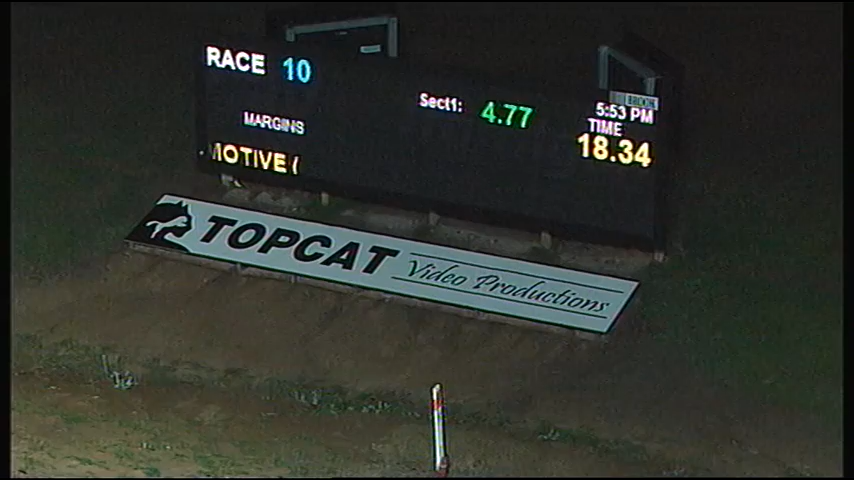 RACE 10
Sect1: 4.77
5:53 PM
MARGINS
TIME
MOTIVE (
18.34
TOPCAT Video Productions